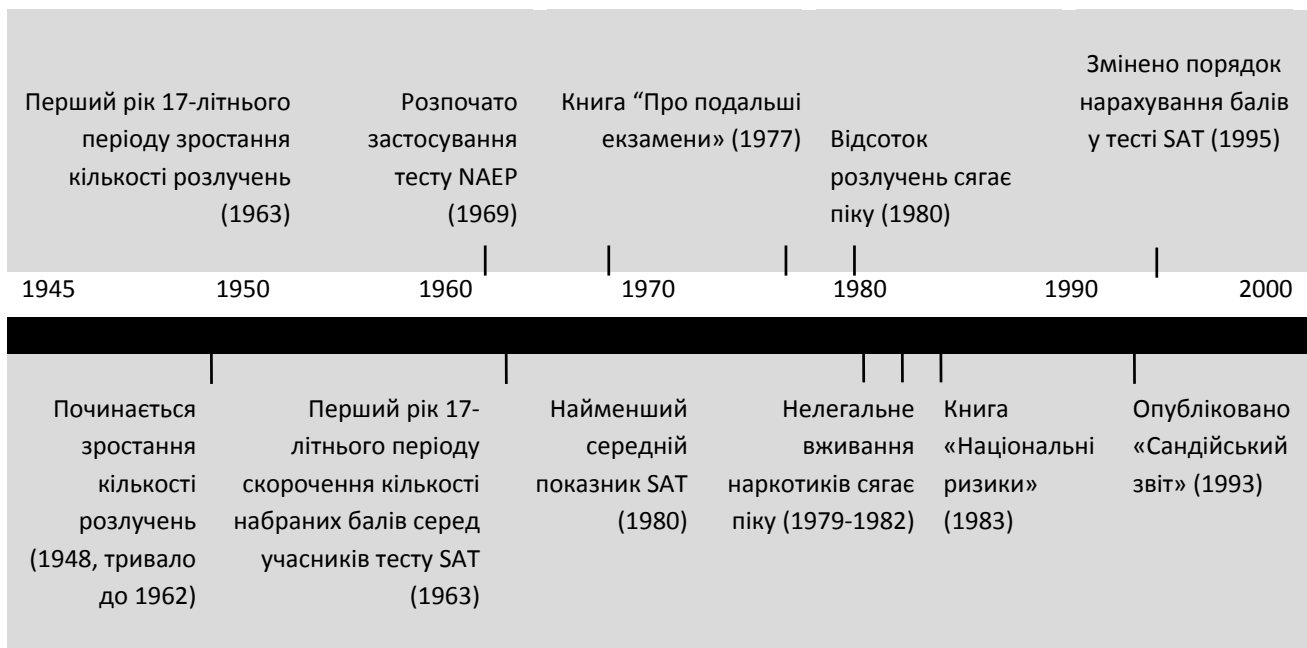 Перший рік 17-літнього
періоду зростання
кількості розлучень
(1963)
Розпочато
застосування
тесту NAEP
(1969)
Книга “Про подальші
екзамени» (1977)
Відсоток
розлучень сягає
піку (1980)
Змінено порядок
нарахування балів
у тесті SAT (1995)
1945 1950 1960 1970 1980 1990 2000
Починається
зростання
кількості
розлучень
(1948, тривало
до 1962)
Перший рік 17-
літнього періоду
скорочення кількості
набраних балів серед
учасників тесту SAT
(1963)
Найменший
середній
показник SAT
(1980)
Нелегальне
вживання
наркотиків сягає
піку (1979-1982)
Книга
«Національні
ризики»
(1983)
Опубліковано
«Сандійський
звіт» (1993)